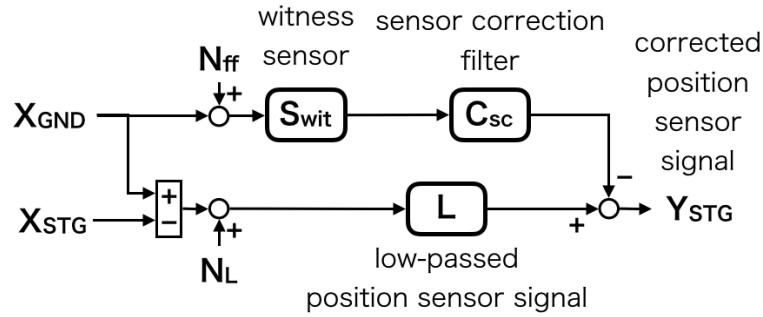 witness
sensor
sensor correction
filter
corrected
position
sensor
signal
Nff
+
XGND
Swit
Csc
−
+
−
XSTG
+
NL
L
+
YSTG
low-passed
position sensor signal